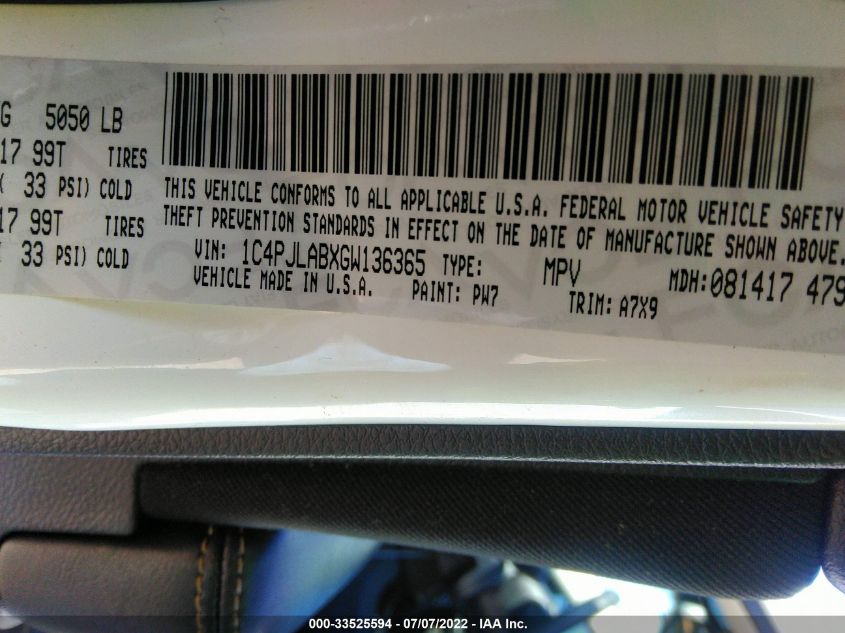 G 5050 LB
17 99T TIRES
( 33 PSI) COLD
17 99T TIRES
( 33 PSI) COLD
THIS VEHICLE CONFORMS TO ALL APPLICABLE U.S.A. FEDERAL MOTOR VEHICLE SAFETY
THEFT PREVENTION STANDARDS IN EFFECT ON THE DATE OF MANUFACTURE SHOWN ABOVE.
VIN: 1C4PJLABXGW136365 TYPE: MPV MDH:081417 479
VEHICLE MADE IN U.S.A. PAINT: PW7 TRIM: A7X9
000-33525594 - 07/07/2022 - IAA Inc.